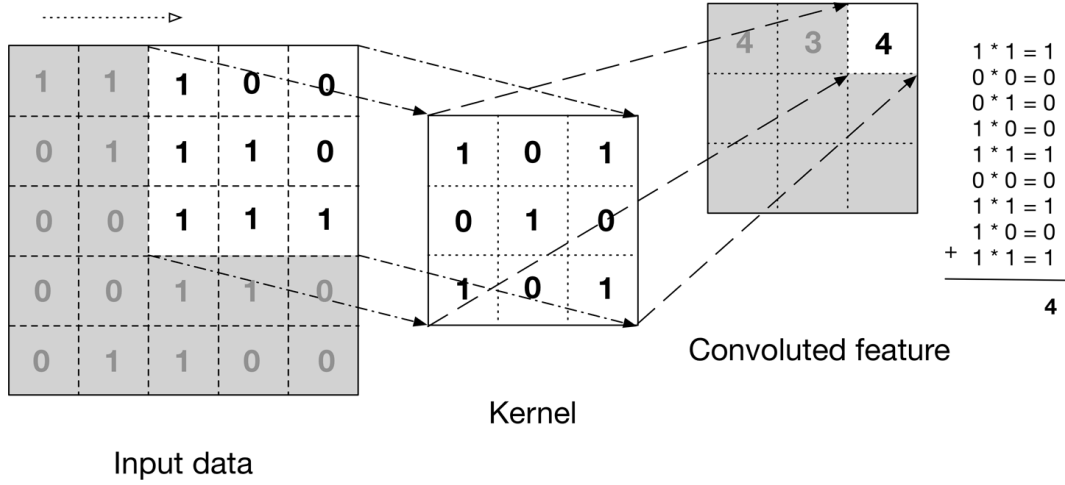 1 1 1 0 0
0 1 1 1 0
0 0 1 1 1
0 0 1 1 0
0 1 1 0 0
Input data
1 0 1
0 1 0
1 0 1
Kernel
4 3 4
Convoluted feature
1 * 1 = 1
0 * 0 = 0
0 * 1 = 0
1 * 0 = 0
1 * 1 = 1
0 * 0 = 0
1 * 1 = 1
1 * 0 = 0
+ 1 * 1 = 1
4